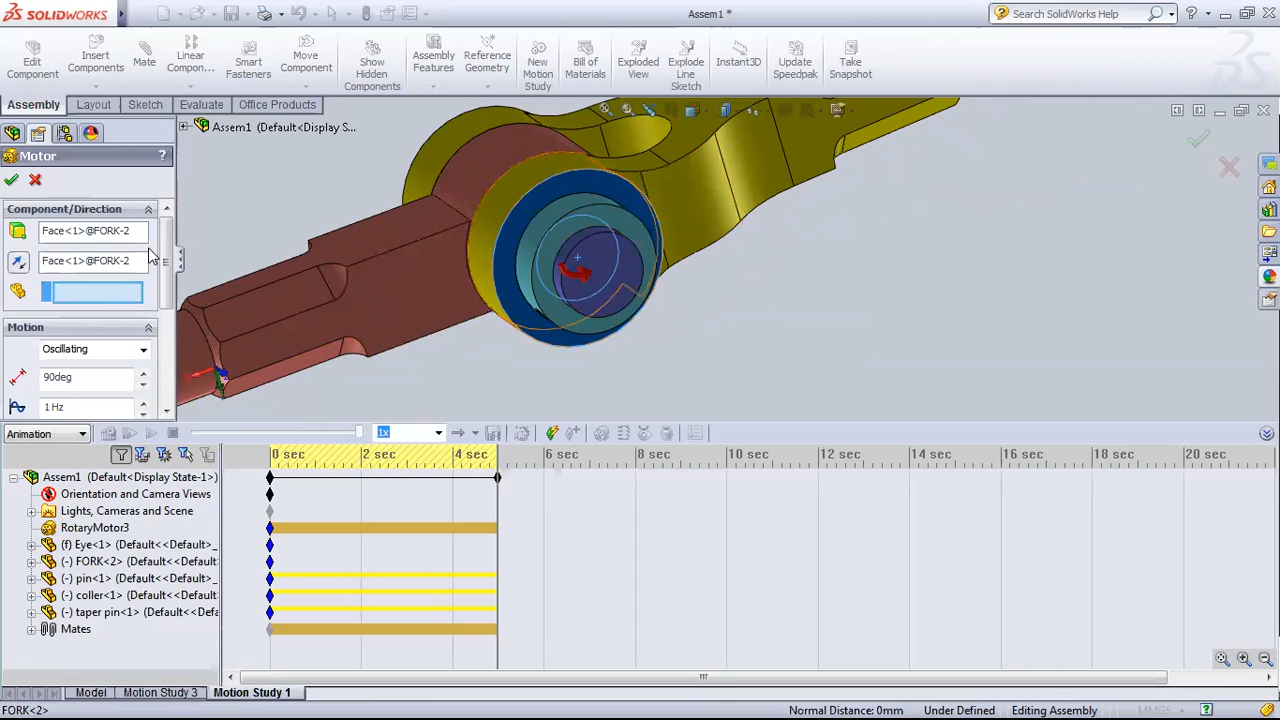 SOLIDWORKS
Assem1 *
Search SolidWorks Help
Edit Component
Insert Components
Mate
Linear Compon...
Smart Fasteners
Move Component
Show Hidden Components
Assembly Features
Reference Geometry
New Motion Study
Bill of Materials
Exploded View
Explode Line Sketch
Instant3D
Update Speedpak
Take Snapshot
Assembly Layout Sketch Evaluate Office Products
Assem1 (Default<Display S...
Motor ?
Component/Direction
Face<1>@FORK-2
Face<1>@FORK-2
Motion
Oscillating
90deg
1 Hz
Animation
1x
0 sec 2 sec 4 sec 6 sec 8 sec 10 sec 12 sec 14 sec 16 sec 18 sec 20 sec
Assem1 (Default<Display State-1>)
Orientation and Camera Views
Lights, Cameras and Scene
RotaryMotor3
(f) Eye<1> (Default<<Default>_
(-) FORK<2> (Default<<Default>
(-) pin<1> (Default<<Default>_
(-) coller<1> (Default<<Default>
(-) taper pin<1> (Default<<Defa
Mates
Model Motion Study 3 Motion Study 1
FORK<2>
Normal Distance: 0mm Under Defined Editing Assembly MMGS